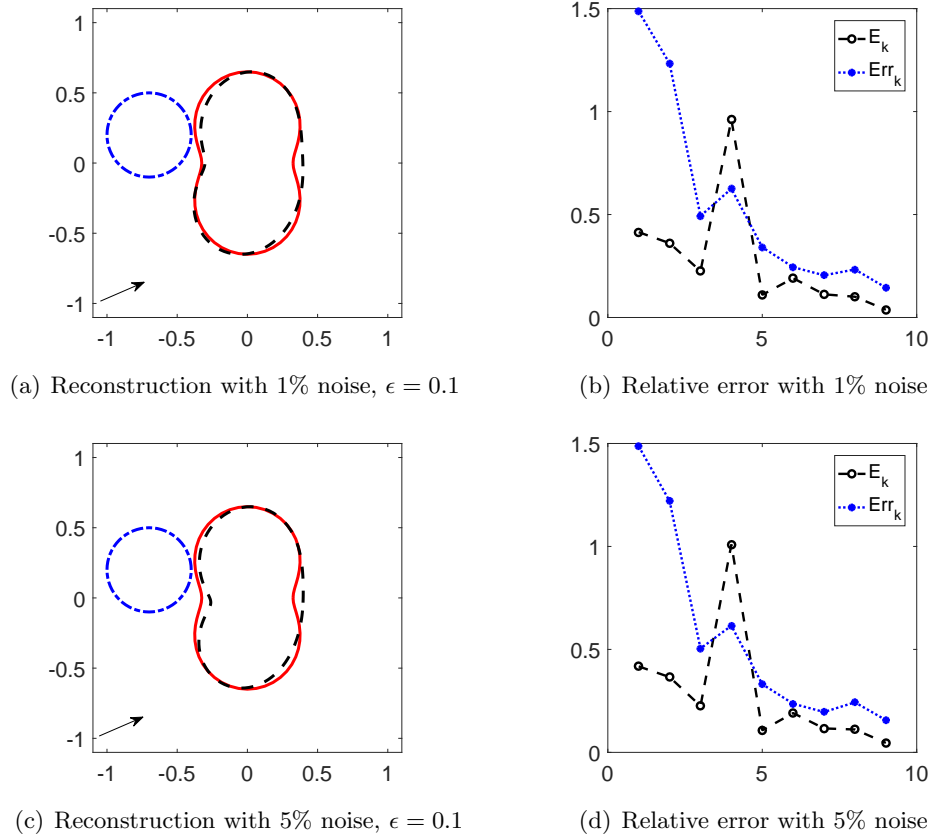 1
0.5
0
-0.5
-1
-1 -0.5 0 0.5 1
(a) Reconstruction with 1% noise, ϵ = 0.1
1.5
1
0.5
0
0 5 10
E_k
Err_k
(b) Relative error with 1% noise
1
0.5
0
-0.5
-1
-1 -0.5 0 0.5 1
(c) Reconstruction with 5% noise, ϵ = 0.1
1.5
1
0.5
0
0 5 10
E_k
Err_k
(d) Relative error with 5% noise